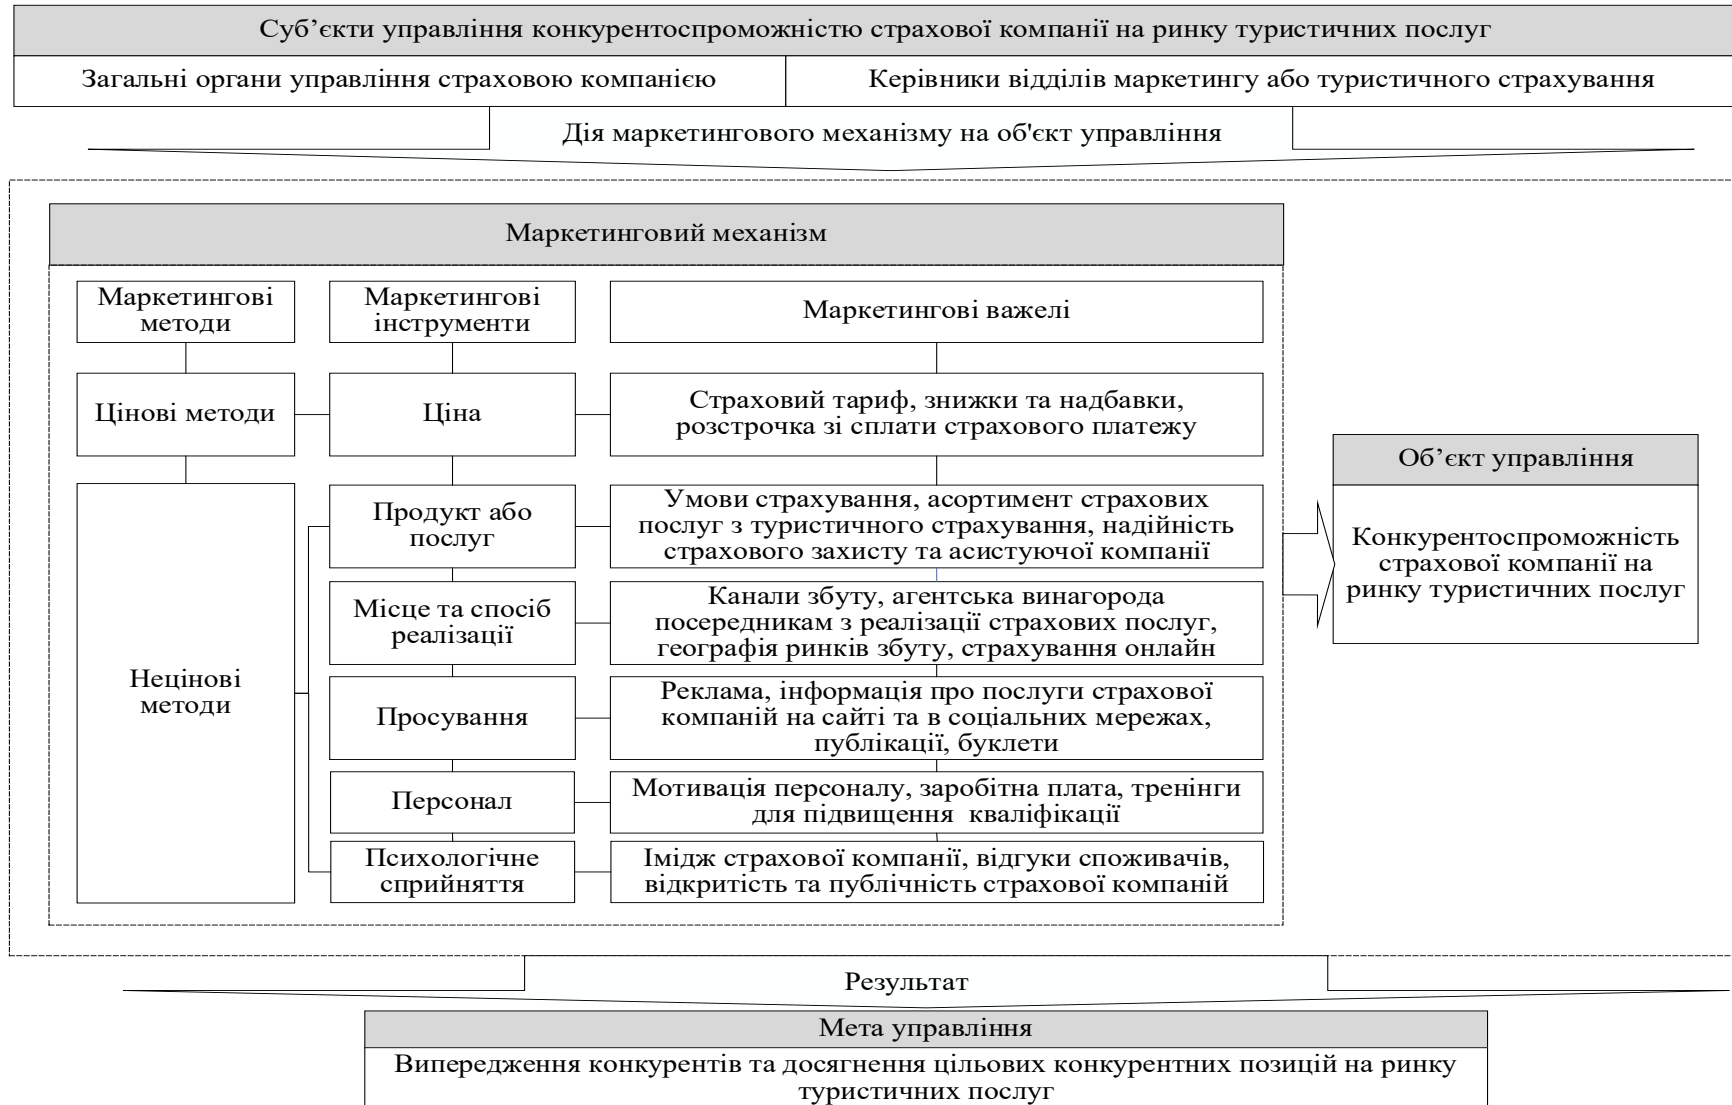 Суб’єкти управління конкурентоспроможністю страхової компанії на ринку туристичних послуг
Загальні органи управління страховою компанією
Керівники відділів маркетингу або туристичного страхування
Дія маркетингового механізму на об'єкт управління
Маркетинговий механізм
Маркетингові
методи
Маркетингові
інструменти
Маркетингові важелі
Цінові методи
Ціна
Страховий тариф, знижки та надбавки,
розстрочка зі сплати страхового платежу
Нецінові
методи
Продукт або
послуг
Умови страхування, асортимент страхових
послуг з туристичного страхування, надійність
страхового захисту та асистуючої компанії
Місце та спосіб
реалізації
Канали збуту, агентська винагорода
посередникам з реалізації страхових послуг,
географія ринків збуту, страхування онлайн
Просування
Реклама, інформація про послуги страхової
компаній на сайті та в соціальних мережах,
публікації, буклети
Персонал
Мотивація персоналу, заробітна плата, тренінги
для підвищення кваліфікації
Психологічне
сприйняття
Імідж страхової компанії, відгуки споживачів,
відкритість та публічність страхової компаній
Об’єкт управління
Конкурентоспроможність
страхової компанії на
ринку туристичних послуг
Результат
Мета управління
Випередження конкурентів та досягнення цільових конкурентних позицій на ринку
туристичних послуг